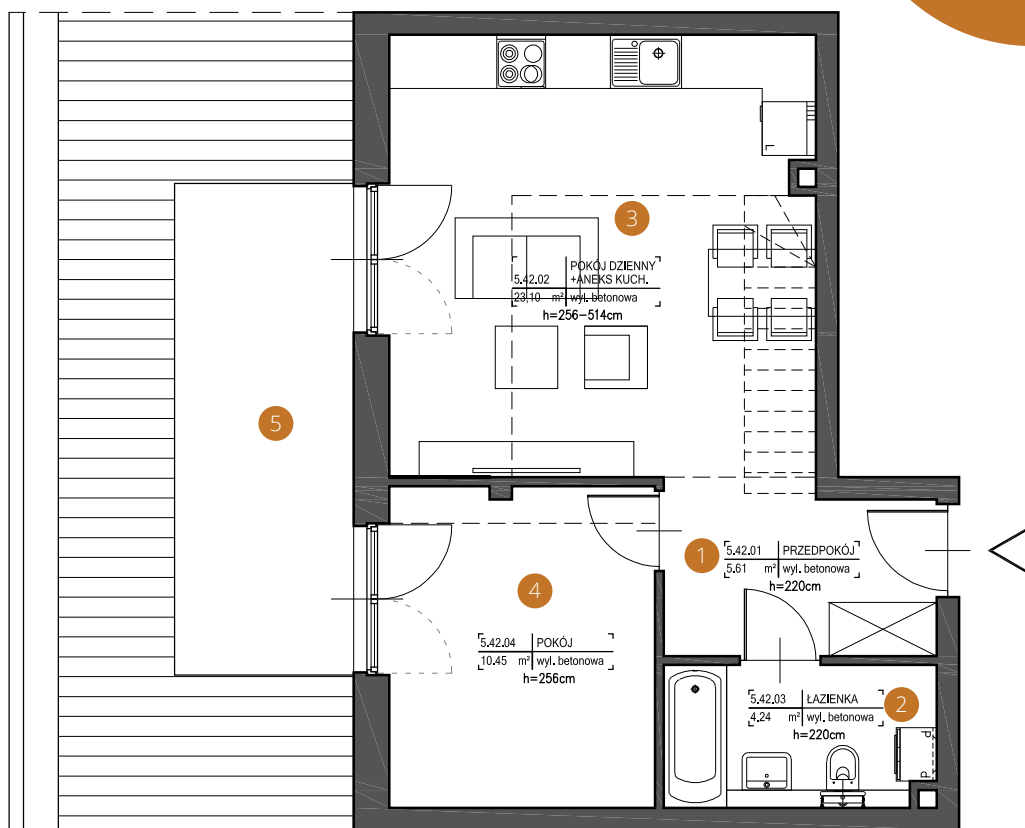 3
5.42.02 POKÓJ DZIENNY
+ANEKS KUCH.
23,10 m² wyl. betonowa
h=256-514cm
L
5
1
5.42.01 PRZEDPOKÓJ
5.61 m² wyl. betonowa
h=220cm
4
5.42.04 POKÓJ
10.45 m² wyl. betonowa
h=256cm
5.42.03 ŁAZIENKA
4.24 m² wyl. betonowa
h=220cm
2
P
P